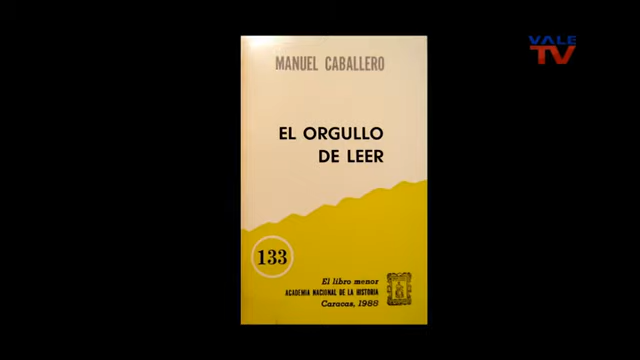 VALE
TV
MANUEL CABALLERO
EL ORGULLO
DE LEER
133
El libro menor
ACADEMIA NACIONAL DE LA HISTORIA
Caracas, 1988